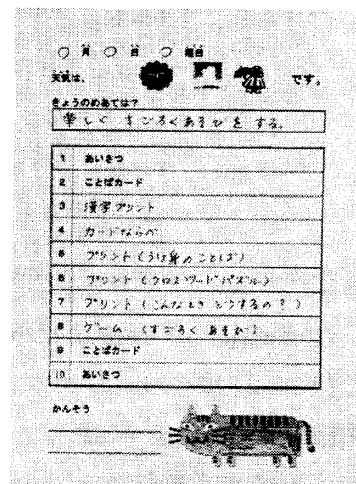 ○月○日 ○曜日
天気は、 です。
きょうのめあては?
楽しく すごろくあそびを する。
1 あいさつ
2 ことばカード
3 漢字プリント
4 カードならべ
5 プリント(うけ身のことば)
6 プリント(クロスワードパズル)
7 プリント(こんなとき どうするの?)
8 ゲーム (すごろく あそび)
9 ことばカード
10 あいさつ
かんそう